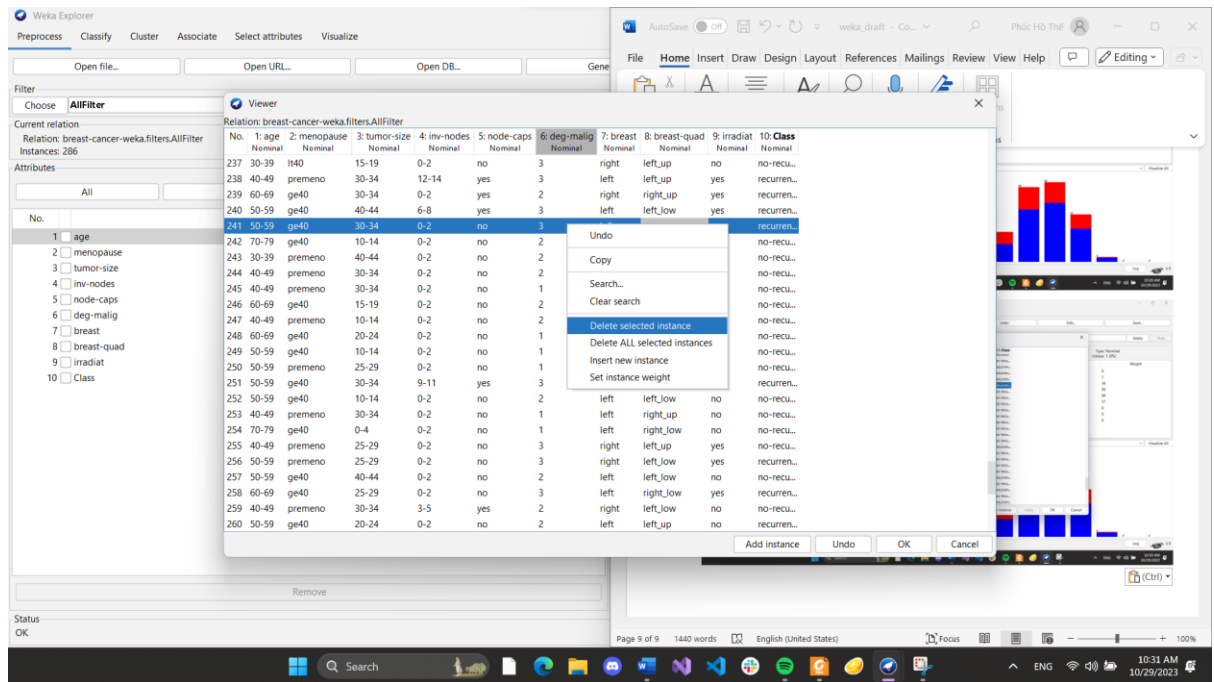 Weka Explorer
Preprocess Classify Cluster Associate Select attributes Visualize
Open file... Open URL... Open DB... Gene
Filter
Choose AllFilter
Current relation
Relation: breast-cancer-weka.filters.AllFilter
Instances: 286
Attributes
All
No.
1 age
2 menopause
3 tumor-size
4 inv-nodes
5 node-caps
6 deg-malig
7 breast
8 breast-quad
9 irradiat
10 Class
Remove
Status
OK
Viewer
Relation: breast-cancer-weka.filters.AllFilter
No. 1: age 2: menopause 3: tumor-size 4: inv-nodes 5: node-caps 6: deg-malig 7: breast 8: breast-quad 9: irradiat 10: Class
Nominal Nominal Nominal Nominal Nominal Nominal Nominal Nominal Nominal Nominal
237 30-39 lt40 15-19 0-2 no 3 right left_up no no-recu...
238 40-49 premeno 30-34 12-14 yes 3 left left_up yes recurren...
239 60-69 ge40 30-34 0-2 yes 2 right right_up yes no-recu...
240 50-59 ge40 40-44 6-8 yes 3 left left_low yes recurren...
241 50-59 ge40 30-34 0-2 no 3 recurren...
242 70-79 ge40 10-14 0-2 no 2 no-recu...
243 30-39 premeno 40-44 0-2 no 2 no-recu...
244 40-49 premeno 30-34 0-2 no 2 no-recu...
245 40-49 premeno 30-34 0-2 no 1 no-recu...
246 60-69 ge40 15-19 0-2 no 2 no-recu...
247 40-49 premeno 10-14 0-2 no 2 no-recu...
248 60-69 ge40 20-24 0-2 no 1 no-recu...
249 50-59 ge40 10-14 0-2 no 1 no-recu...
250 50-59 premeno 25-29 0-2 no 1 no-recu...
251 50-59 ge40 30-34 9-11 yes 3 recurren...
252 50-59 ge40 10-14 0-2 no 2 left left_low no no-recu...
253 40-49 premeno 30-34 0-2 no 1 left right_up no no-recu...
254 70-79 ge40 0-4 0-2 no 1 left right_low no no-recu...
255 40-49 premeno 25-29 0-2 no 3 right left_up yes no-recu...
256 50-59 premeno 25-29 0-2 no 3 right left_low yes recurren...
257 50-59 ge40 40-44 0-2 no 2 left left_low no no-recu...
258 60-69 ge40 25-29 0-2 no 3 left right_low yes recurren...
259 40-49 premeno 30-34 3-5 yes 2 right left_low no no-recu...
260 50-59 ge40 20-24 0-2 no 2 left left_up no recurren...
Undo
Copy
Search...
Clear search
Delete selected instance
Delete ALL selected instances
Insert new instance
Set instance weight
Add instance Undo OK Cancel
AutoSave Off weka_draft - Co... Phúc Hồ Thế
File Home Insert Draw Design Layout References Mailings Review View Help Editing
(Ctrl)
Page 9 of 9 1440 words English (United States) Focus 100%
Search
ENG 10:31 AM
10/29/2023